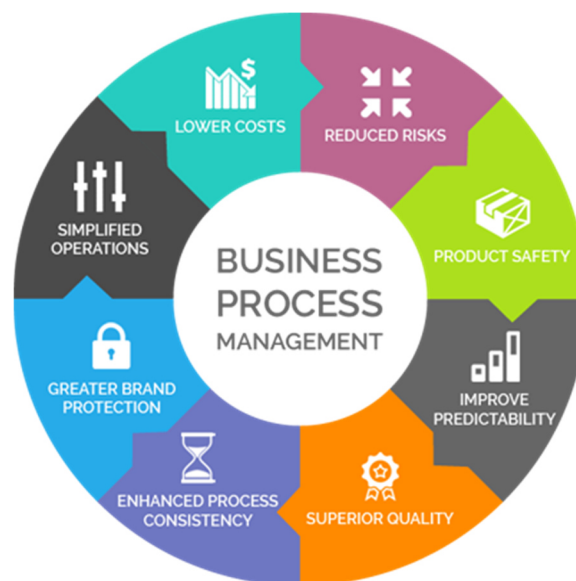 LOWER COSTS
REDUCED RISKS
PRODUCT SAFETY
IMPROVE
PREDICTABILITY
SUPERIOR QUALITY
ENHANCED PROCESS
CONSISTENCY
GREATER BRAND
PROTECTION
SIMPLIFIED
OPERATIONS
BUSINESS
PROCESS
MANAGEMENT
$